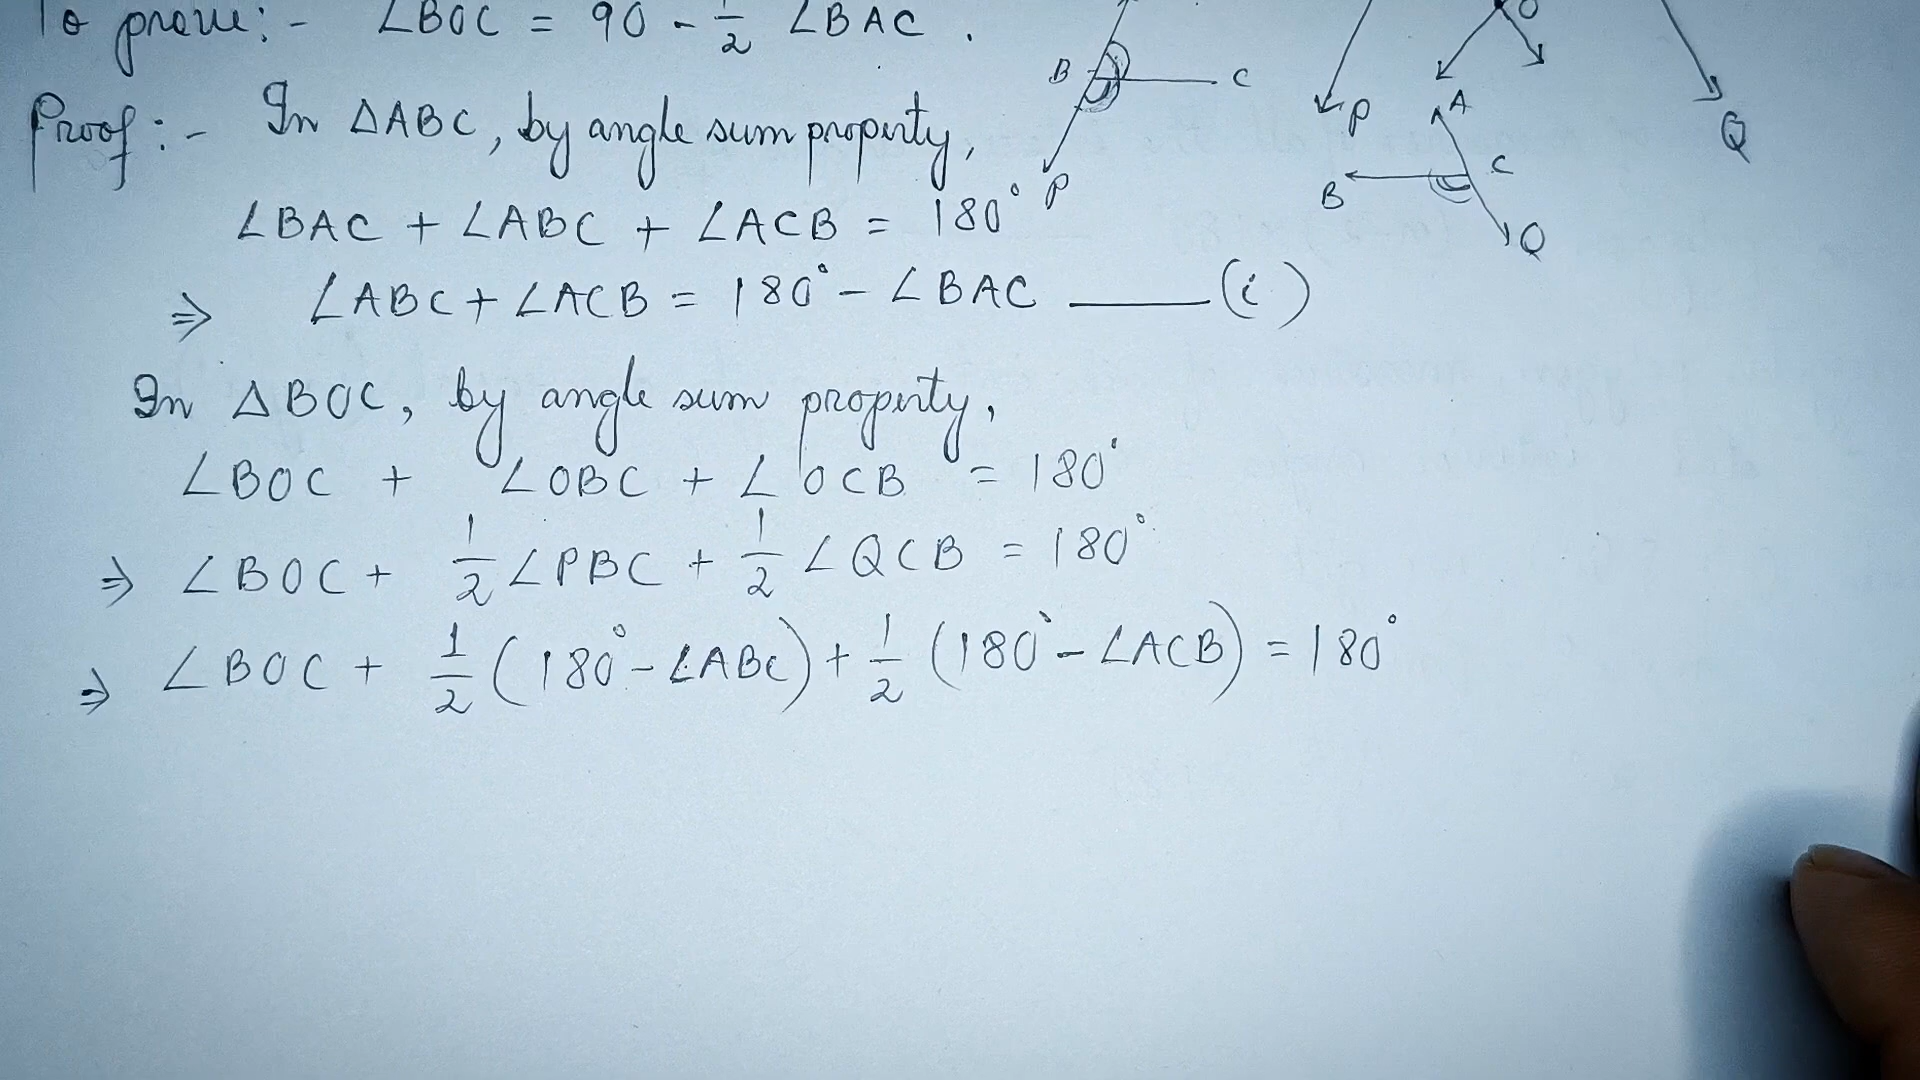 To prove:- ∠BOC = 90 - 1/2 ∠BAC.
Proof:- In ΔABC, by angle sum property,
∠BAC + ∠ABC + ∠ACB = 180°
⇒ ∠ABC + ∠ACB = 180° - ∠BAC ——— (i)
In ΔBOC, by angle sum property,
∠BOC + ∠OBC + ∠OCB = 180°
⇒ ∠BOC + 1/2 ∠PBC + 1/2 ∠QCB = 180°
⇒ ∠BOC + 1/2 (180° - ∠ABC) + 1/2 (180° - ∠ACB) = 180°
B C
P
O
P
Q
A
B C
Q